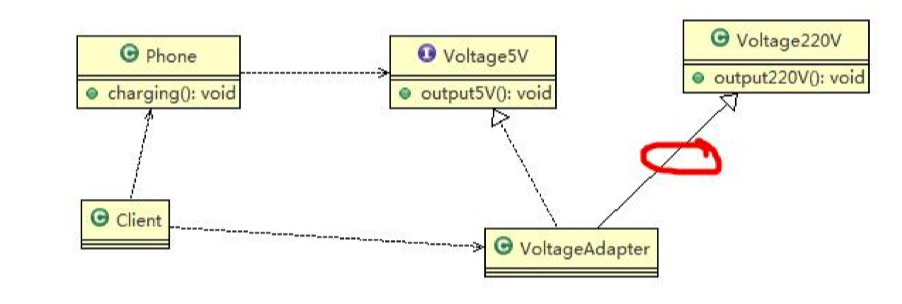 C Phone
charging(): void
I Voltage5V
output5V(): void
C Voltage220V
output220V(): void
C Client
C VoltageAdapter